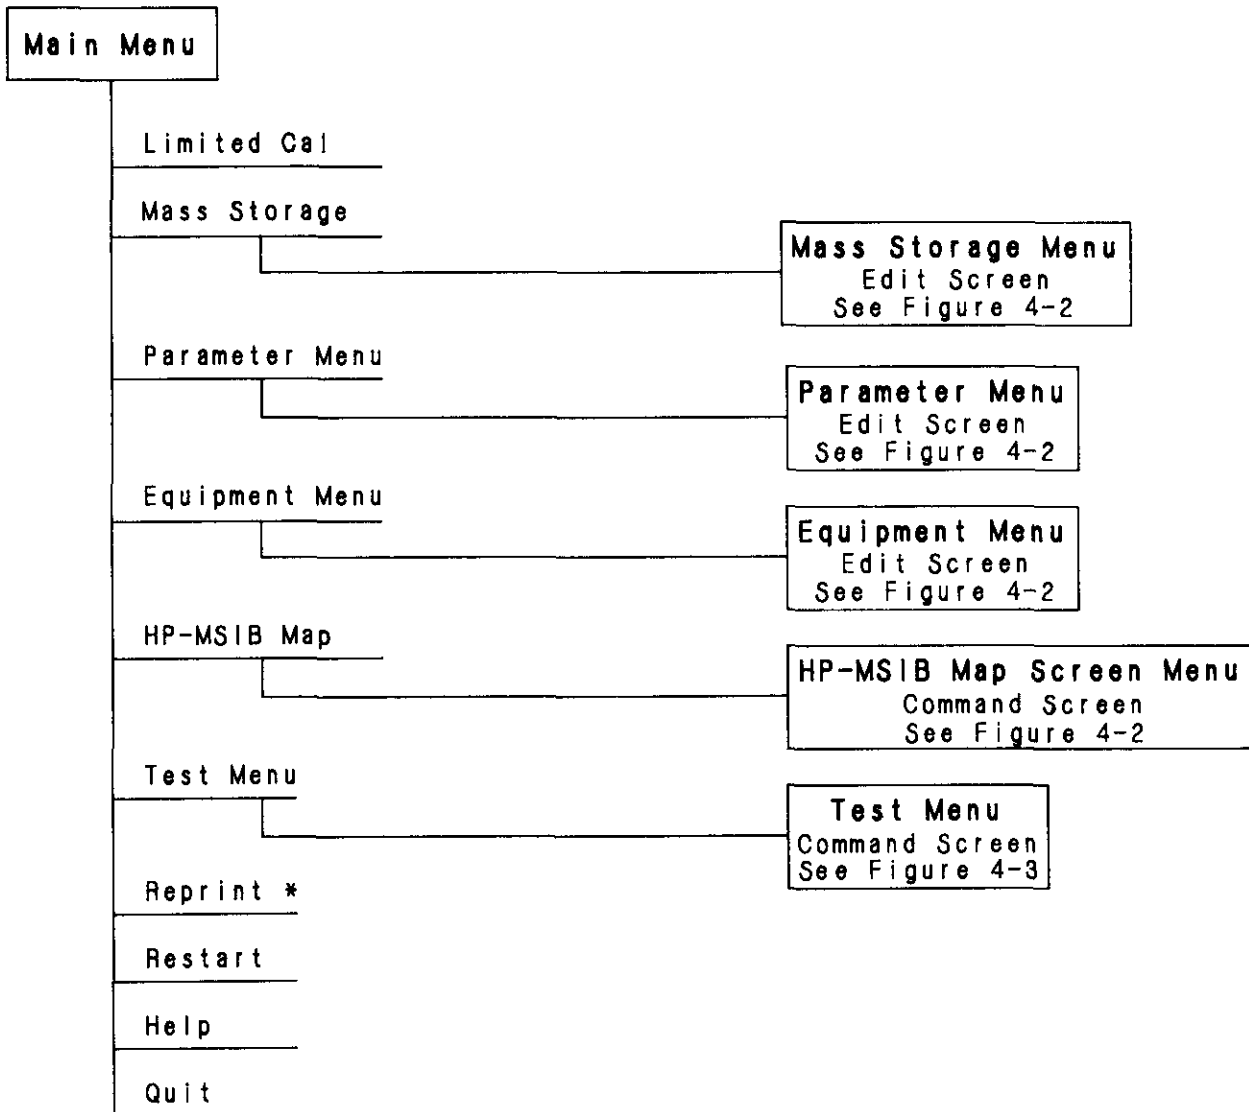 Main Menu
Limited Cal
Mass Storage
Mass Storage Menu
Edit Screen
See Figure 4-2
Parameter Menu
Parameter Menu
Edit Screen
See Figure 4-2
Equipment Menu
Equipment Menu
Edit Screen
See Figure 4-2
HP-MSIB Map
HP-MSIB Map Screen Menu
Command Screen
See Figure 4-2
Test Menu
Test Menu
Command Screen
See Figure 4-3
Reprint *
Restart
Help
Quit